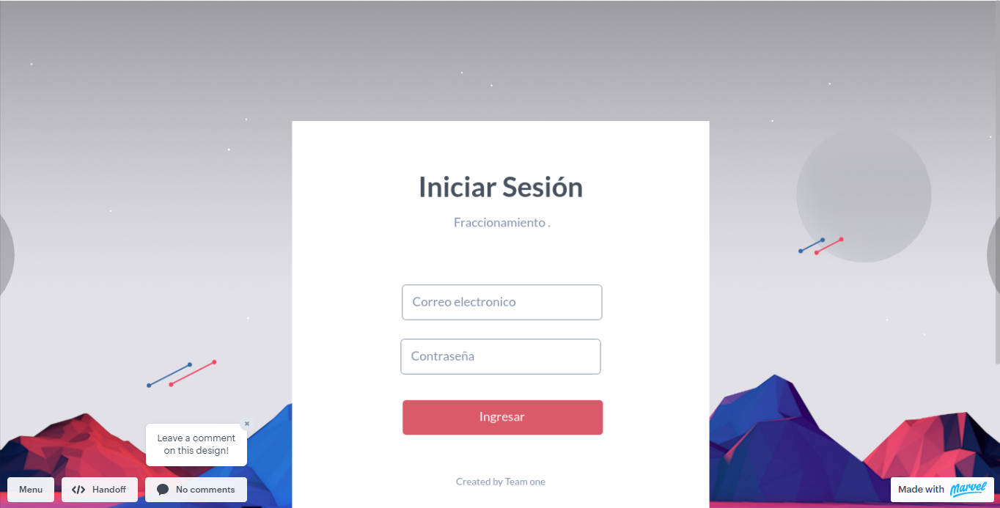 Iniciar Sesión
Fraccionamiento .
Correo electronico
Contraseña
Ingresar
Created by Team one
Leave a comment
on this design!
Menu
Handoff
No comments
Made with Marvel